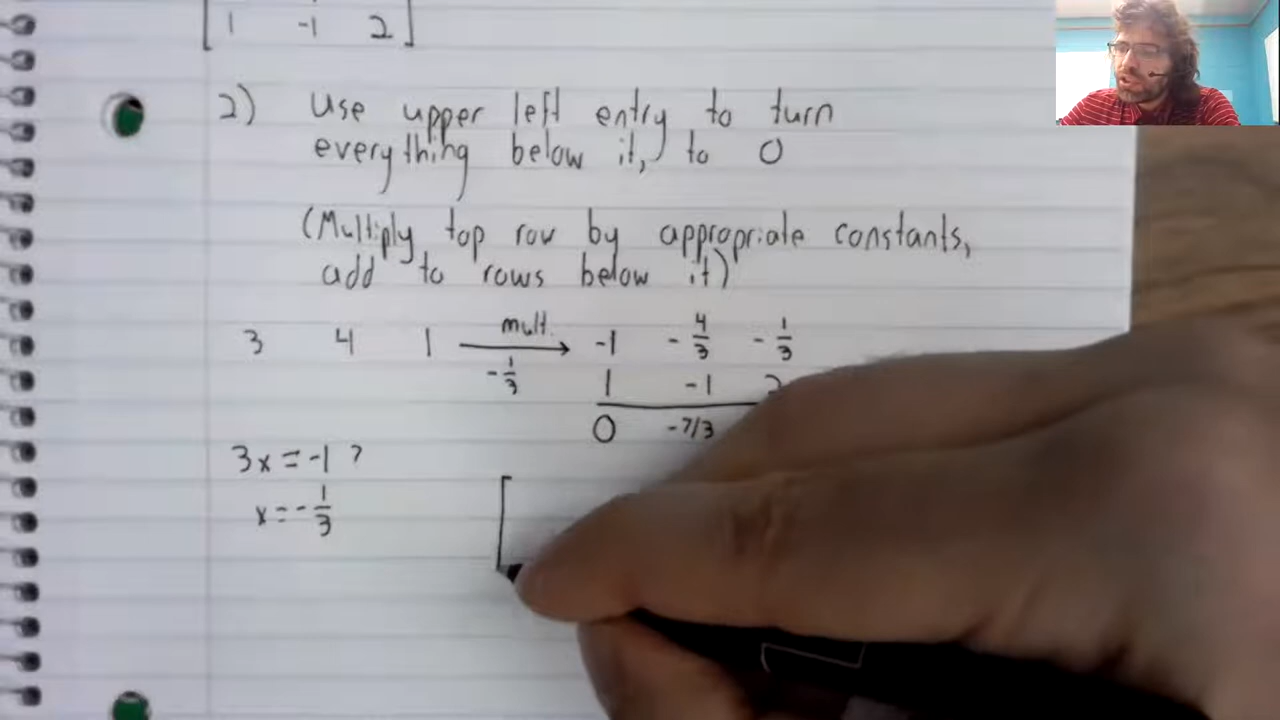 1 -1 2
2) Use upper left entry to turn
everything below it, to 0
(Multiply top row by appropriate constants,
add to rows below it)
3 4 1 mult. -1/3 -1 -4/3 -1/3
1 -1 2
0 -7/3
3x = -1 ?
x = -1/3